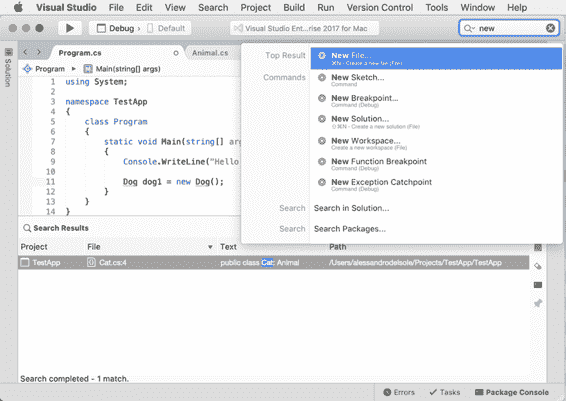 Visual Studio File Edit View Search Project Build Run Version Control Tools Window Help
Debug › Default
Visual Studio Ent...rise 2017 for Mac
new
Solution
Program.cs
Animal.cs
Program › Main(string[] args)
1 using System;
2
3 namespace TestApp
4 {
5 class Program
6 {
7 static void Main(string[] arg
8 {
9 Console.WriteLine("Hello
10
11 Dog dog1 = new Dog();
12 }
13 }
14 }
Top Result
New File...
⌘N - Create a new file (File)
Commands
New Sketch...
Command
New Breakpoint...
Command (Debug)
New Solution...
⇧⌘N - Create a new solution (File)
New Workspace...
Create a new workspace (File)
New Function Breakpoint
Command (Debug)
New Exception Catchpoint
Command (Debug)
Search Search in Solution...
Search Search Packages...
Search Results
Project File Text Path
TestApp Cat.cs:4 public class Cat: Animal /Users/alessandrodelsole/Projects/TestApp/TestApp
Search completed - 1 match.
Errors Tasks Package Console